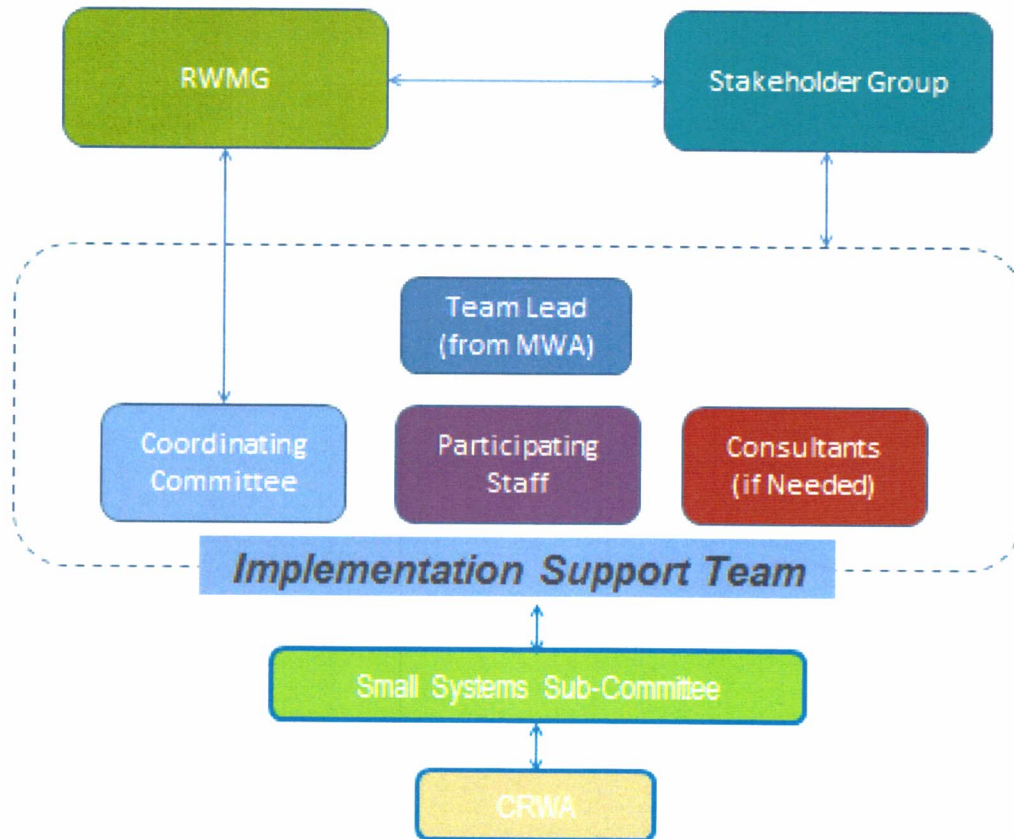 RWMG
Stakeholder Group
Team Lead
(from MWA)
Coordinating
Committee
Participating
Staff
Consultants
(if Needed)
Implementation Support Team
Small Systems Sub-Committee
CRWA